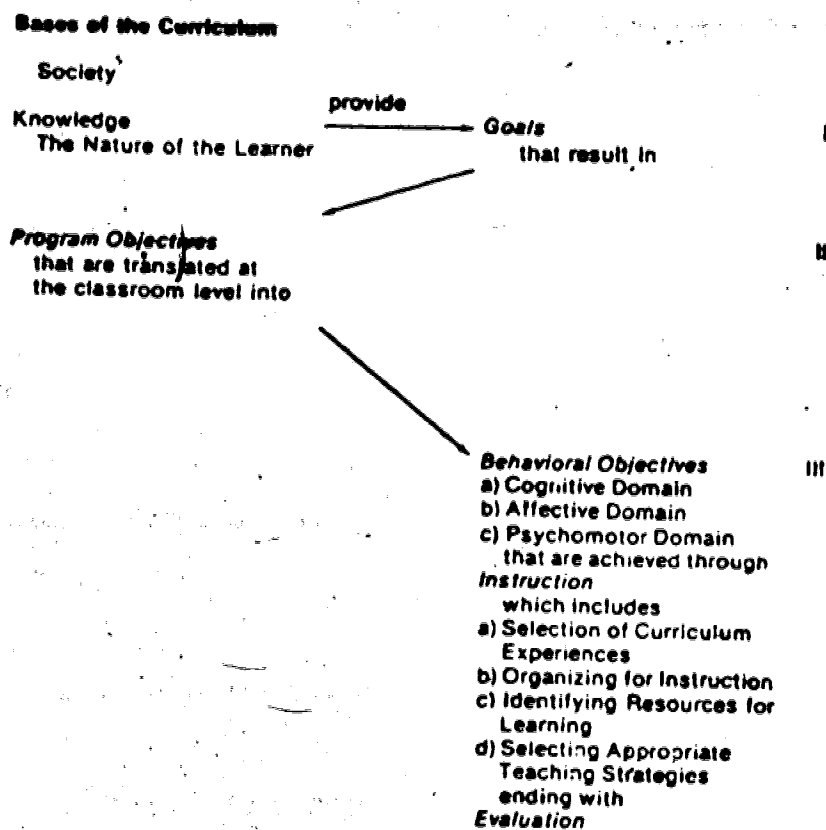 Bases of the Curriculum
Society
provide
Knowledge
The Nature of the Learner
Goals
that result in
I
Program Objectives
that are translated at
the classroom level into
II
Behavioral Objectives
III
a) Cognitive Domain
b) Affective Domain
c) Psychomotor Domain
that are achieved through
Instruction
which includes
a) Selection of Curriculum
Experiences
b) Organizing for Instruction
c) Identifying Resources for
Learning
d) Selecting Appropriate
Teaching Strategies
ending with
Evaluation